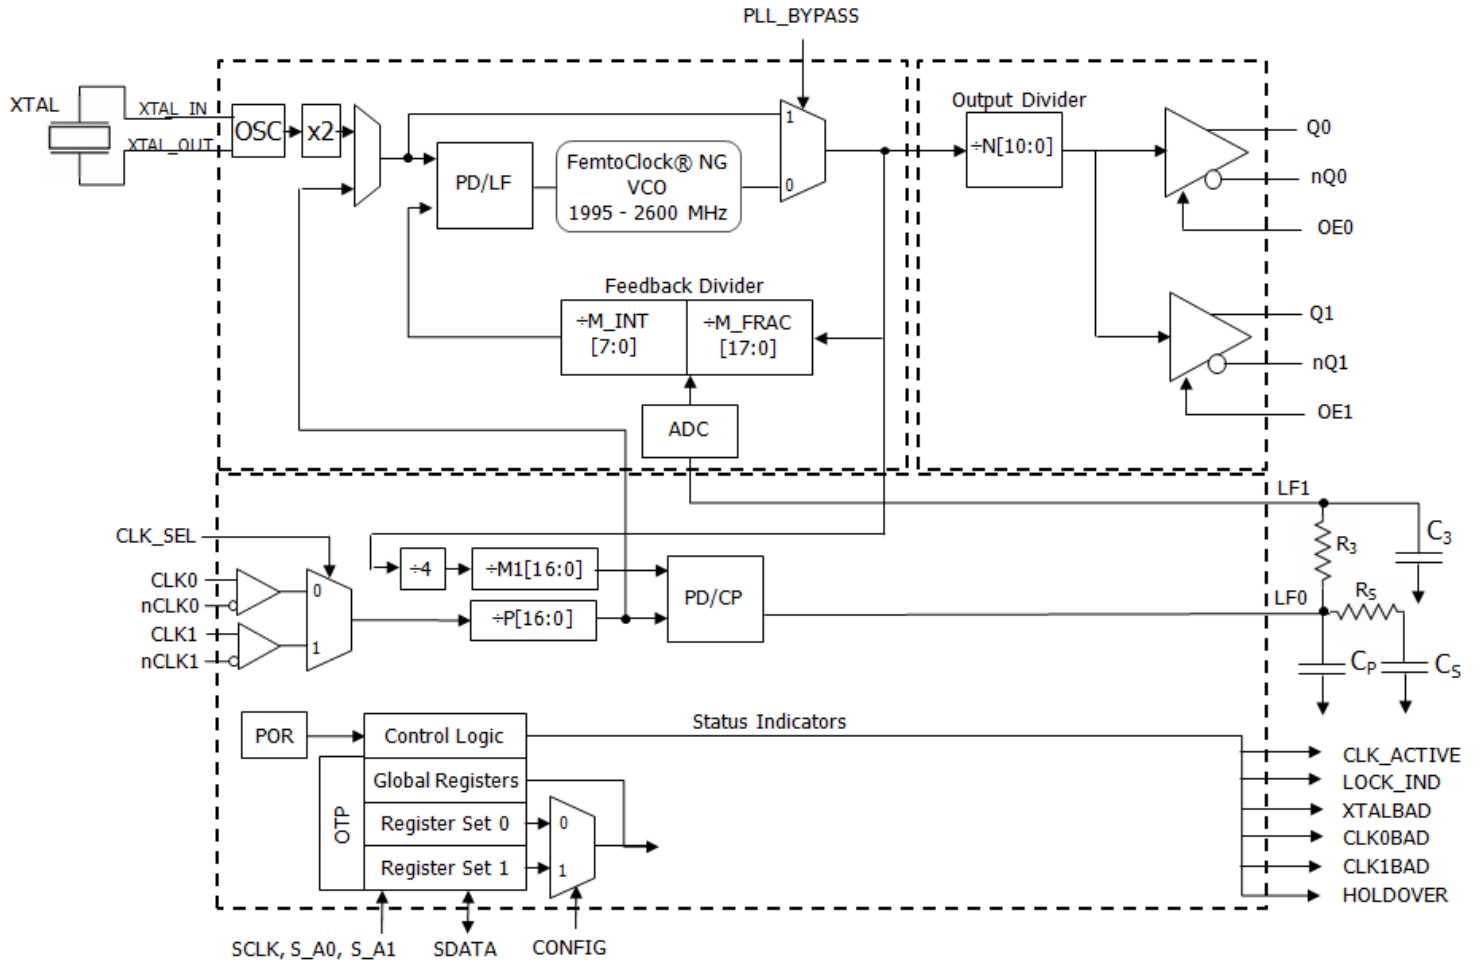 PLL_BYPASS
XTAL
XTAL_IN
XTAL_OUT
OSC
x2
PD/LF
FemtoClock® NG
VCO
1995 - 2600 MHz
1
0
Output Divider
÷N[10:0]
Q0
nQ0
OE0
Feedback Divider
÷M_INT
[7:0]
÷M_FRAC
[17:0]
ADC
Q1
nQ1
OE1
LF1
R3
C3
CLK_SEL
CLK0
nCLK0
CLK1
nCLK1
0
1
÷4
÷M1[16:0]
÷P[16:0]
PD/CP
LF0
RS
CP
CS
POR
Control Logic
Status Indicators
Global Registers
OTP
Register Set 0
Register Set 1
0
1
CLK_ACTIVE
LOCK_IND
XTALBAD
CLK0BAD
CLK1BAD
HOLDOVER
SCLK, S_A0, S_A1
SDATA
CONFIG